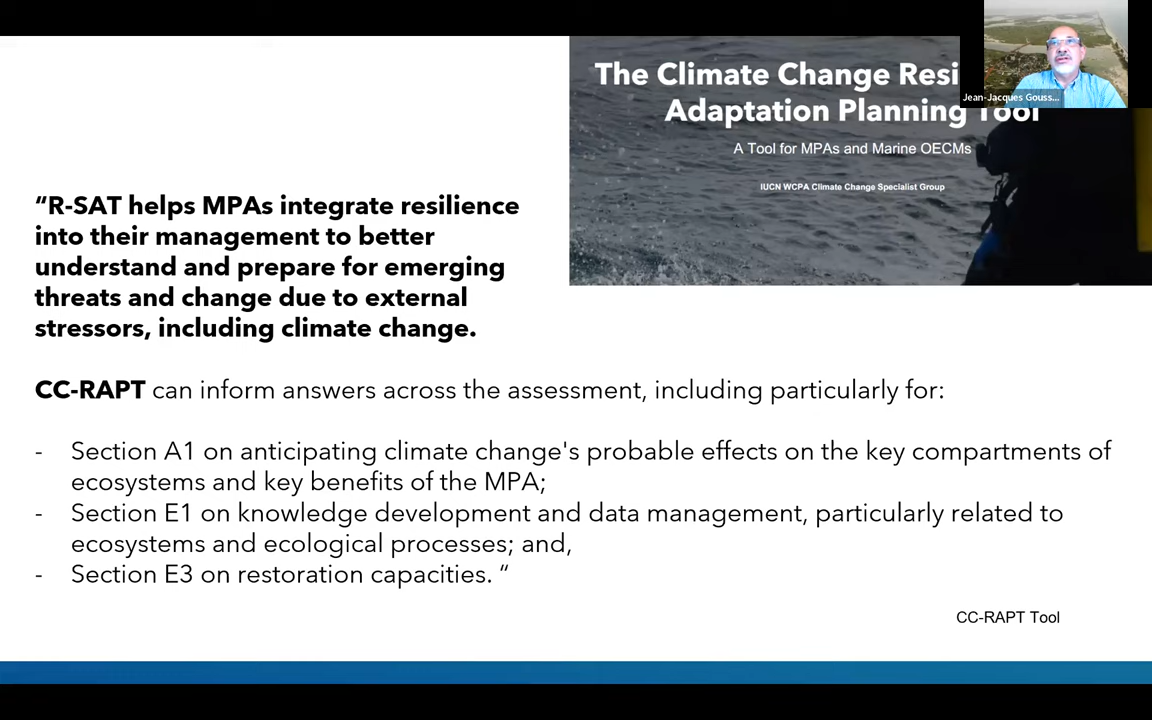 The Climate Change Resi
Adaptation Planning Tool
A Tool for MPAs and Marine OECMs
IUCN WCPA Climate Change Specialist Group
Jean-Jacques Gouss...
“R-SAT helps MPAs integrate resilience
into their management to better
understand and prepare for emerging
threats and change due to external
stressors, including climate change.
CC-RAPT can inform answers across the assessment, including particularly for:
- Section A1 on anticipating climate change's probable effects on the key compartments of
ecosystems and key benefits of the MPA;
- Section E1 on knowledge development and data management, particularly related to
ecosystems and ecological processes; and,
- Section E3 on restoration capacities. “
CC-RAPT Tool